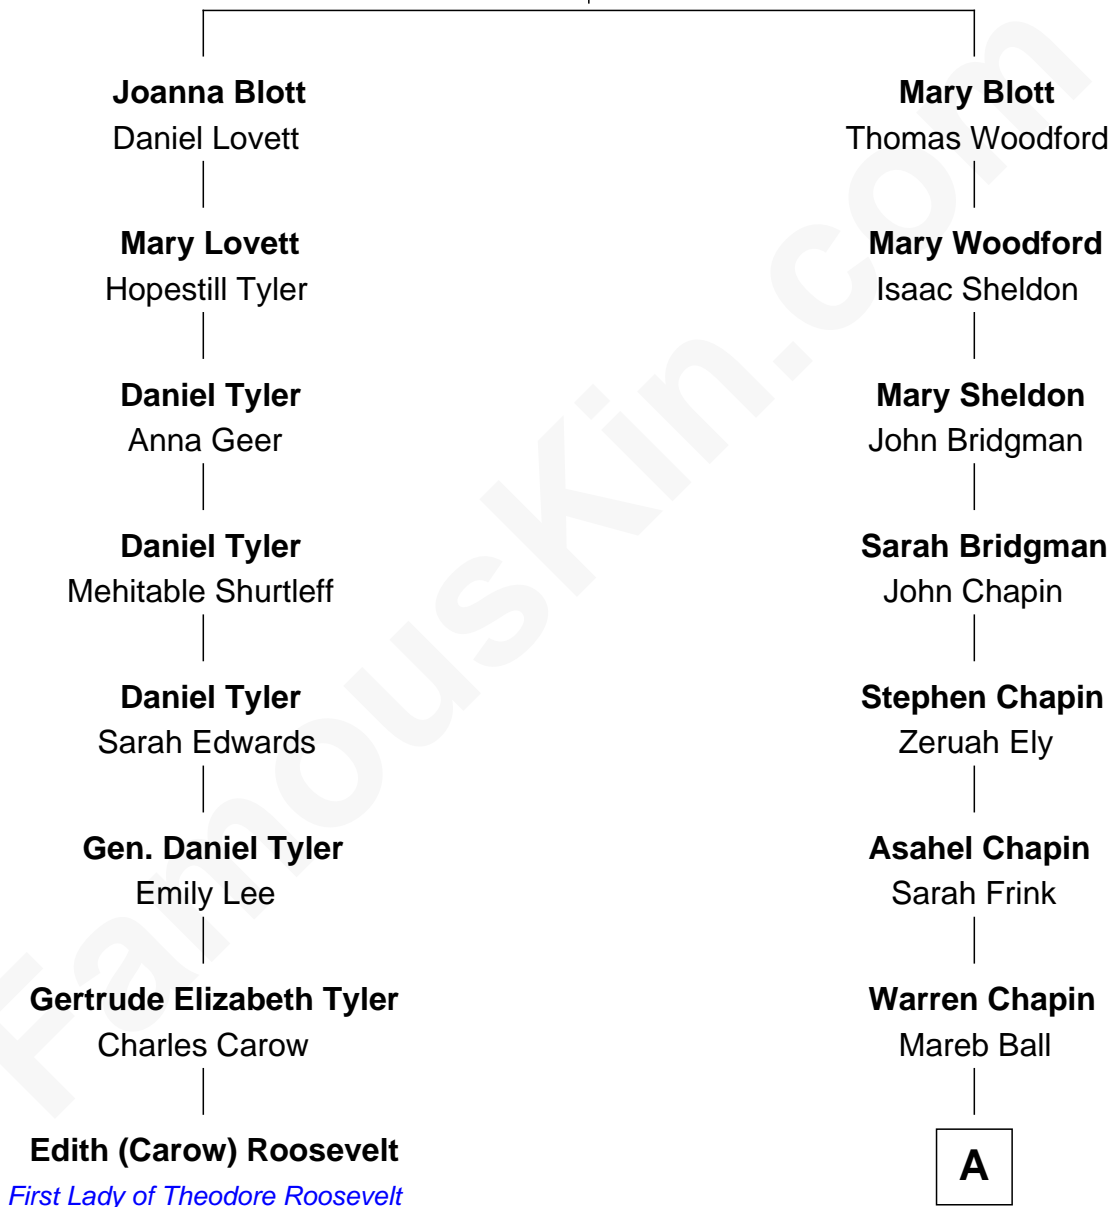 Joanna Blott
Daniel Lovett
Mary Lovett
Hopestill Tyler
Daniel Tyler
Anna Geer
Daniel Tyler
Mehitable Shurtleff
Daniel Tyler
Sarah Edwards
Gen. Daniel Tyler
Emily Lee
Gertrude Elizabeth Tyler
Charles Carow
Edith (Carow) Roosevelt
First Lady of Theodore Roosevelt
Mary Blott
Thomas Woodford
Mary Woodford
Isaac Sheldon
Mary Sheldon
John Bridgman
Sarah Bridgman
John Chapin
Stephen Chapin
Zeruah Ely
Asahel Chapin
Sarah Frink
Warren Chapin
Mareb Ball
A
FamousKin.com